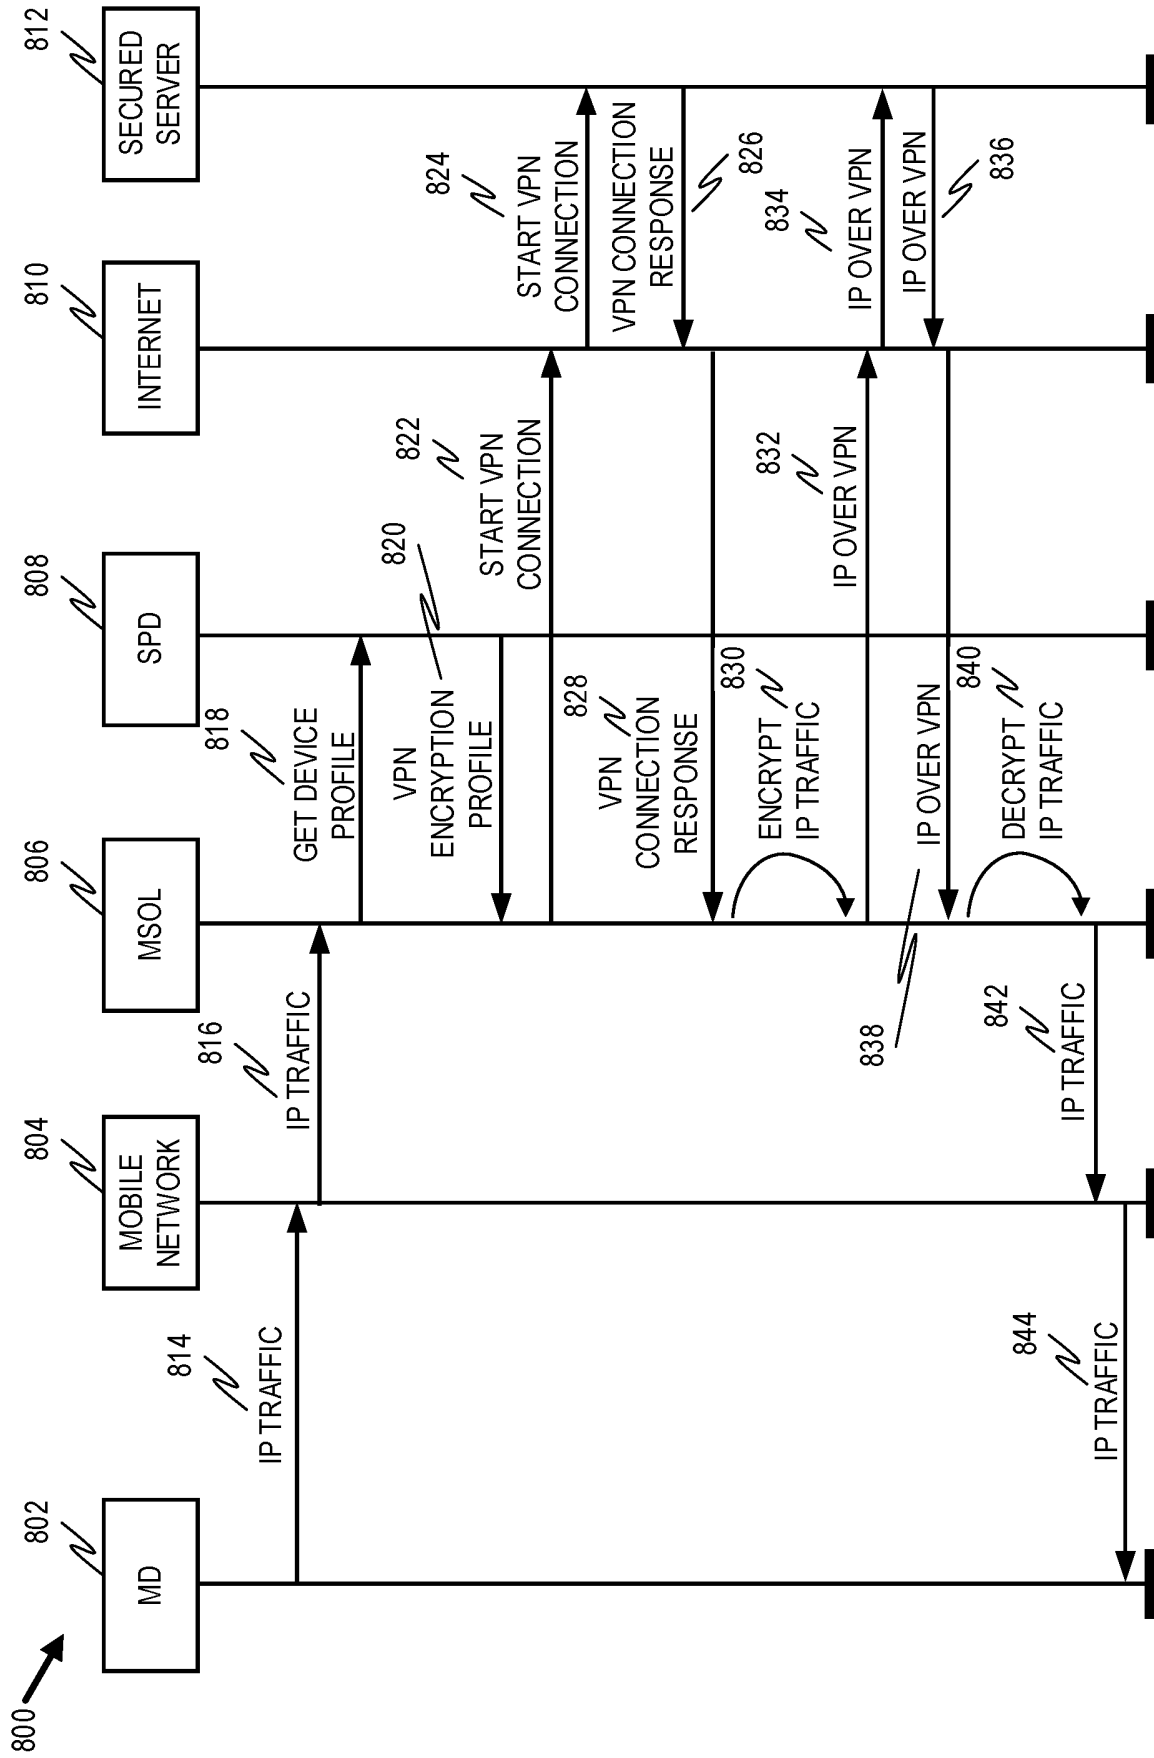 800
802
MD
804
MOBILE
NETWORK
806
MSOL
808
SPD
810
INTERNET
812
SECURED
SERVER
814
IP TRAFFIC
816
IP TRAFFIC
818
GET DEVICE
PROFILE
820
VPN
ENCRYPTION
PROFILE
822
START VPN
CONNECTION
824
START VPN
CONNECTION
VPN CONNECTION
RESPONSE
826
828
VPN
CONNECTION
RESPONSE
830
ENCRYPT
IP TRAFFIC
832
IP OVER VPN
834
IP OVER VPN
IP OVER VPN
836
IP OVER VPN
838
840
DECRYPT
IP TRAFFIC
842
IP TRAFFIC
844
IP TRAFFIC